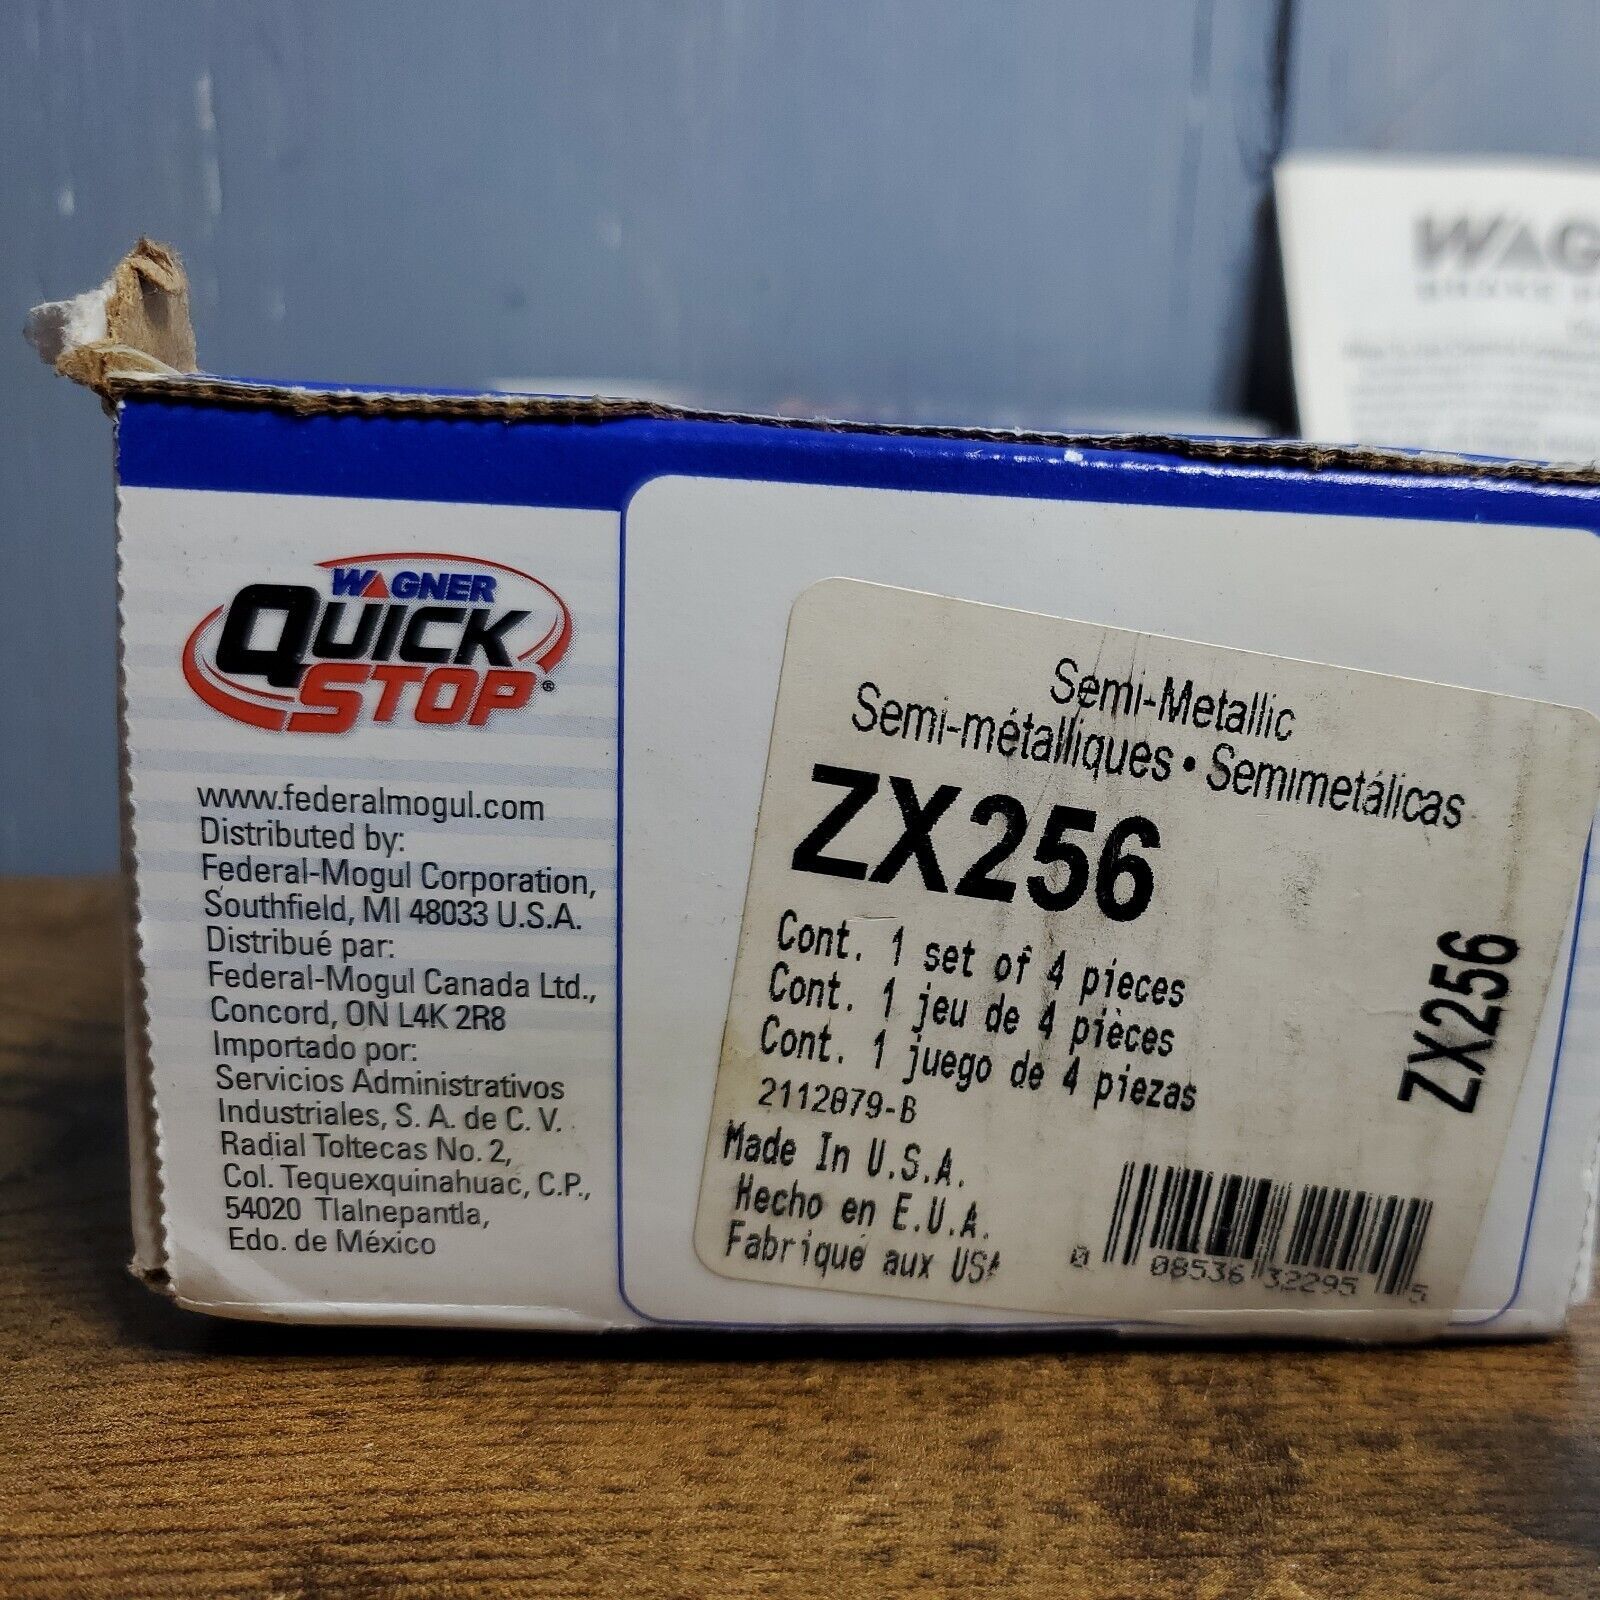 WAGNER
QUICK
STOP®
www.federalmogul.com
Distributed by:
Federal-Mogul Corporation,
Southfield, MI 48033 U.S.A.
Distribué par:
Federal-Mogul Canada Ltd.,
Concord, ON L4K 2R8
Importado por:
Servicios Administrativos
Industriales, S. A. de C. V.
Radial Toltecas No. 2,
Col. Tequexquinahuac, C.P.,
54020 Tlalnepantla,
Edo. de México
Semi-Metallic
Semi-métalliques • Semimetálicas
ZX256
Cont. 1 set of 4 pieces
Cont. 1 jeu de 4 pièces
Cont. 1 juego de 4 piezas
2112079-B
Made In U.S.A.
Hecho en E.U.A.
Fabriqué aux USA
0 08536 32295 5
ZX256
WAG